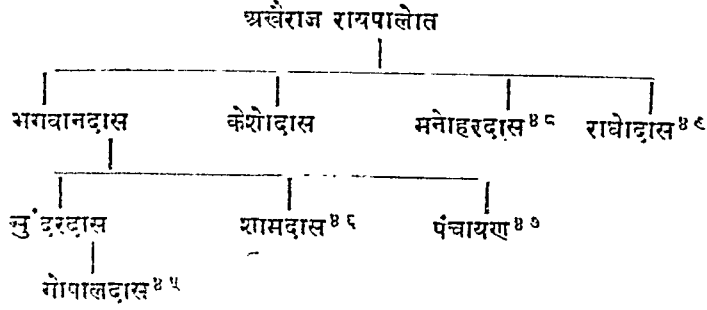 अखैराज रायपालोत
भगवानदास केशोदास मनोहरदास४८ राघोदास४९
सुंदरदास शामदास४६ पंचायण४७
गोपालदास४५